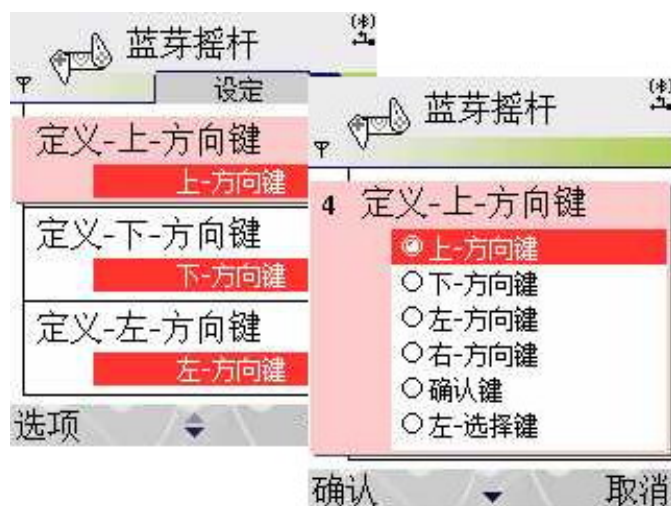 蓝芽摇杆
设定
定义-上-方向键
上-方向键
定义-下-方向键
下-方向键
定义-左-方向键
左-方向键
选项
蓝芽摇杆
4 定义-上-方向键
上-方向键
下-方向键
左-方向键
右-方向键
确认键
左-选择键
确认 取消